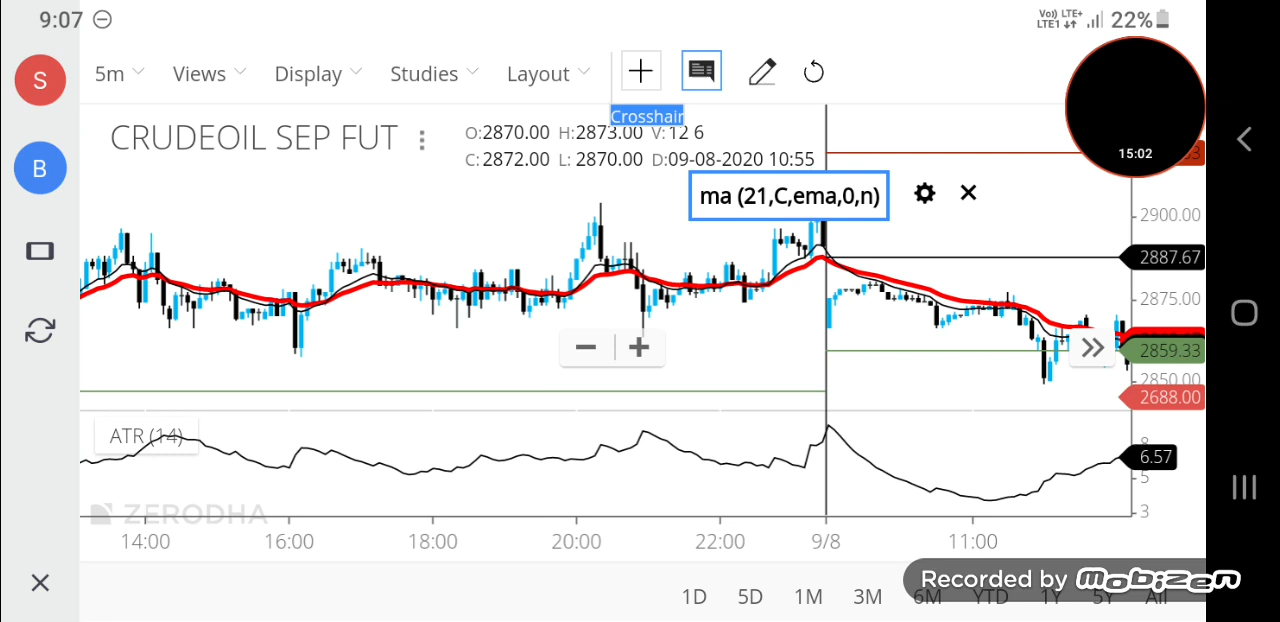 9:07
Vo) LTE+
LTE1
22%
S
B
5m
Views
Display
Studies
Layout
Crosshair
15:02
CRUDEOIL SEP FUT
O:2870.00 H:2873.00 V:12 6
C:2872.00 L: 2870.00 D:09-08-2020 10:55
ma (21,C,ema,0,n)
2900.00
2887.67
2875.00
2859.33
2850.00
2688.00
ATR (14)
8
6.57
5
3
ZERODHA
14:00 16:00 18:00 20:00 22:00 9/8 11:00
1D 5D 1M 3M 6M YTD 1Y 5Y All
Recorded by Mobizen